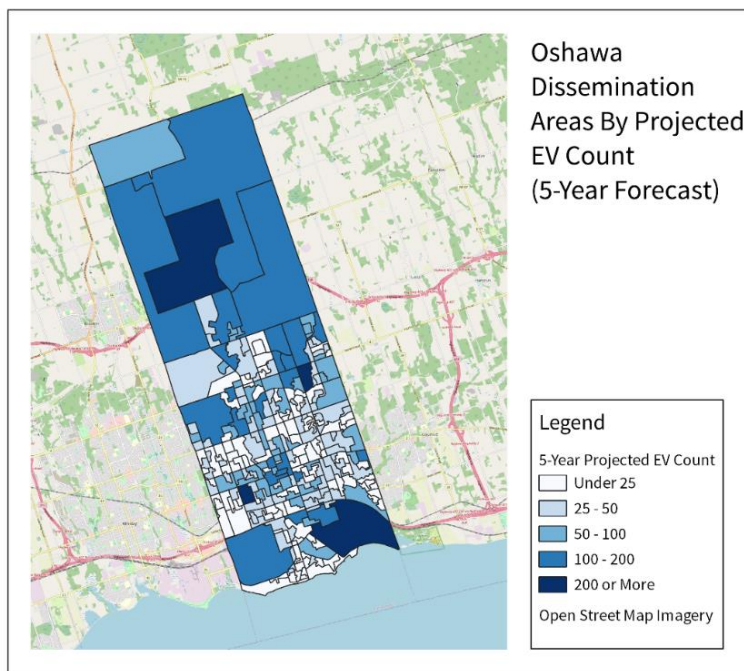 Oshawa
Dissemination
Areas By Projected
EV Count
(5-Year Forecast)
Legend
5-Year Projected EV Count
Under 25
25 - 50
50 - 100
100 - 200
200 or More
Open Street Map Imagery